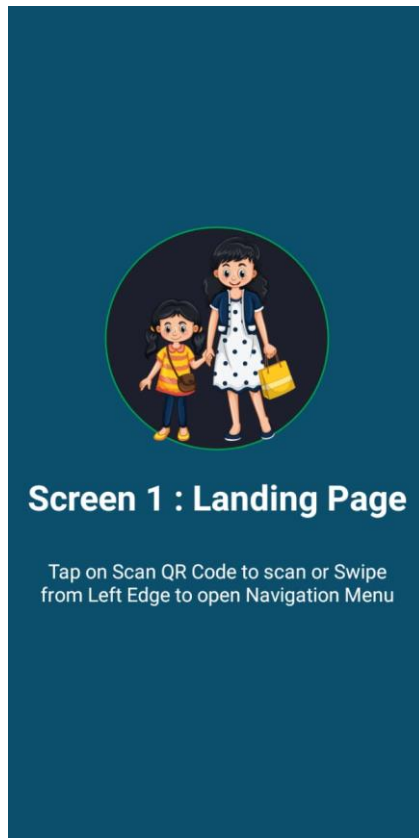 Screen 1 : Landing Page
Tap on Scan QR Code to scan or Swipe
from Left Edge to open Navigation Menu